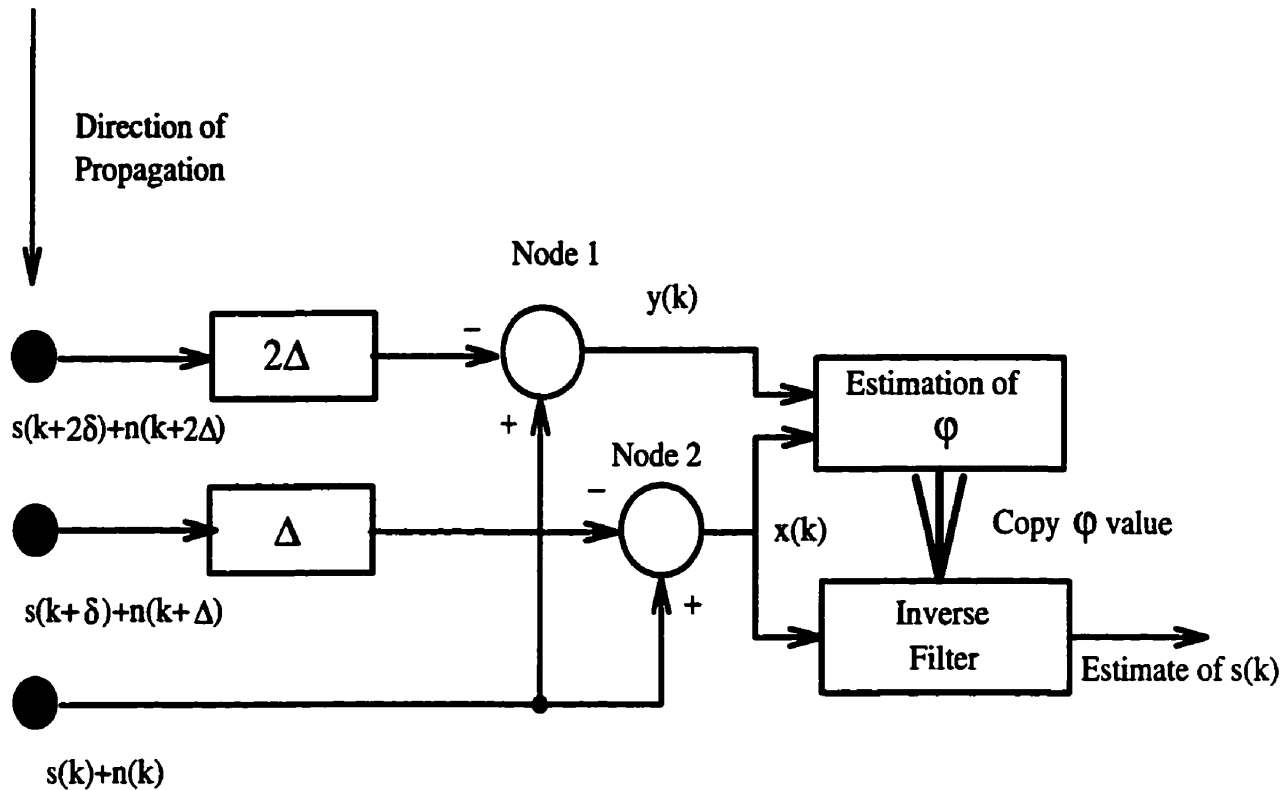 Direction of
Propagation
Node 1
y(k)
−
2Δ
Estimation of
φ
s(k+2δ)+n(k+2Δ)
+
Node 2
−
Δ
x(k)
Copy φ value
s(k+δ)+n(k+Δ)
+
Inverse
Filter
Estimate of s(k)
s(k)+n(k)